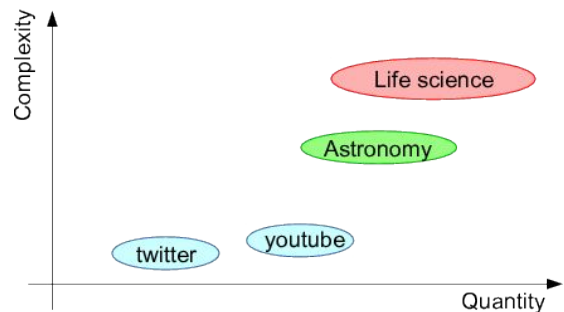 Complexity
Life science
Astronomy
youtube
twitter
Quantity